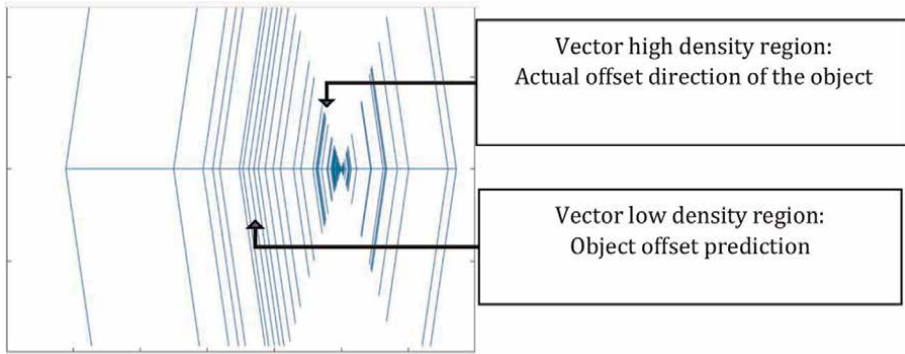 Vector high density region:
Actual offset direction of the object
Vector low density region:
Object offset prediction